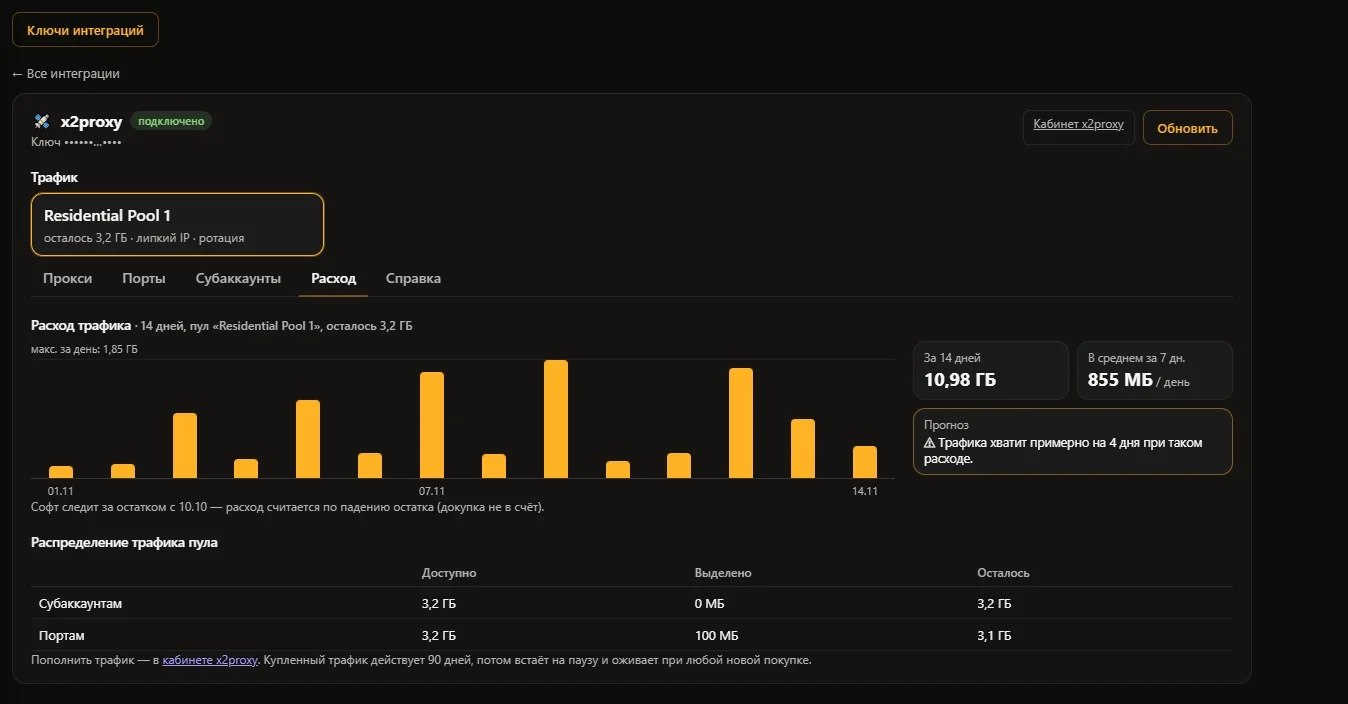 Ключи интеграций
← Все интеграции
x2proxy подключено
Ключ ••••••...••••
Кабинет x2proxy
Обновить
Трафик
Residential Pool 1
осталось 3,2 ГБ · липкий IP · ротация
Прокси Порты Субаккаунты Расход Справка
Расход трафика · 14 дней, пул «Residential Pool 1», осталось 3,2 ГБ
макс. за день: 1,85 ГБ
01.11 07.11 14.11
За 14 дней
10,98 ГБ
В среднем за 7 дн.
855 МБ / день
Прогноз
⚠ Трафика хватит примерно на 4 дня при таком
расходе.
Софт следит за остатком с 10.10 — расход считается по падению остатка (докупка не в счёт).
Распределение трафика пула
Доступно Выделено Осталось
Субаккаунтам 3,2 ГБ 0 МБ 3,2 ГБ
Портам 3,2 ГБ 100 МБ 3,1 ГБ
Пополнить трафик — в кабинете x2proxy. Купленный трафик действует 90 дней, потом встаёт на паузу и оживает при любой новой покупке.